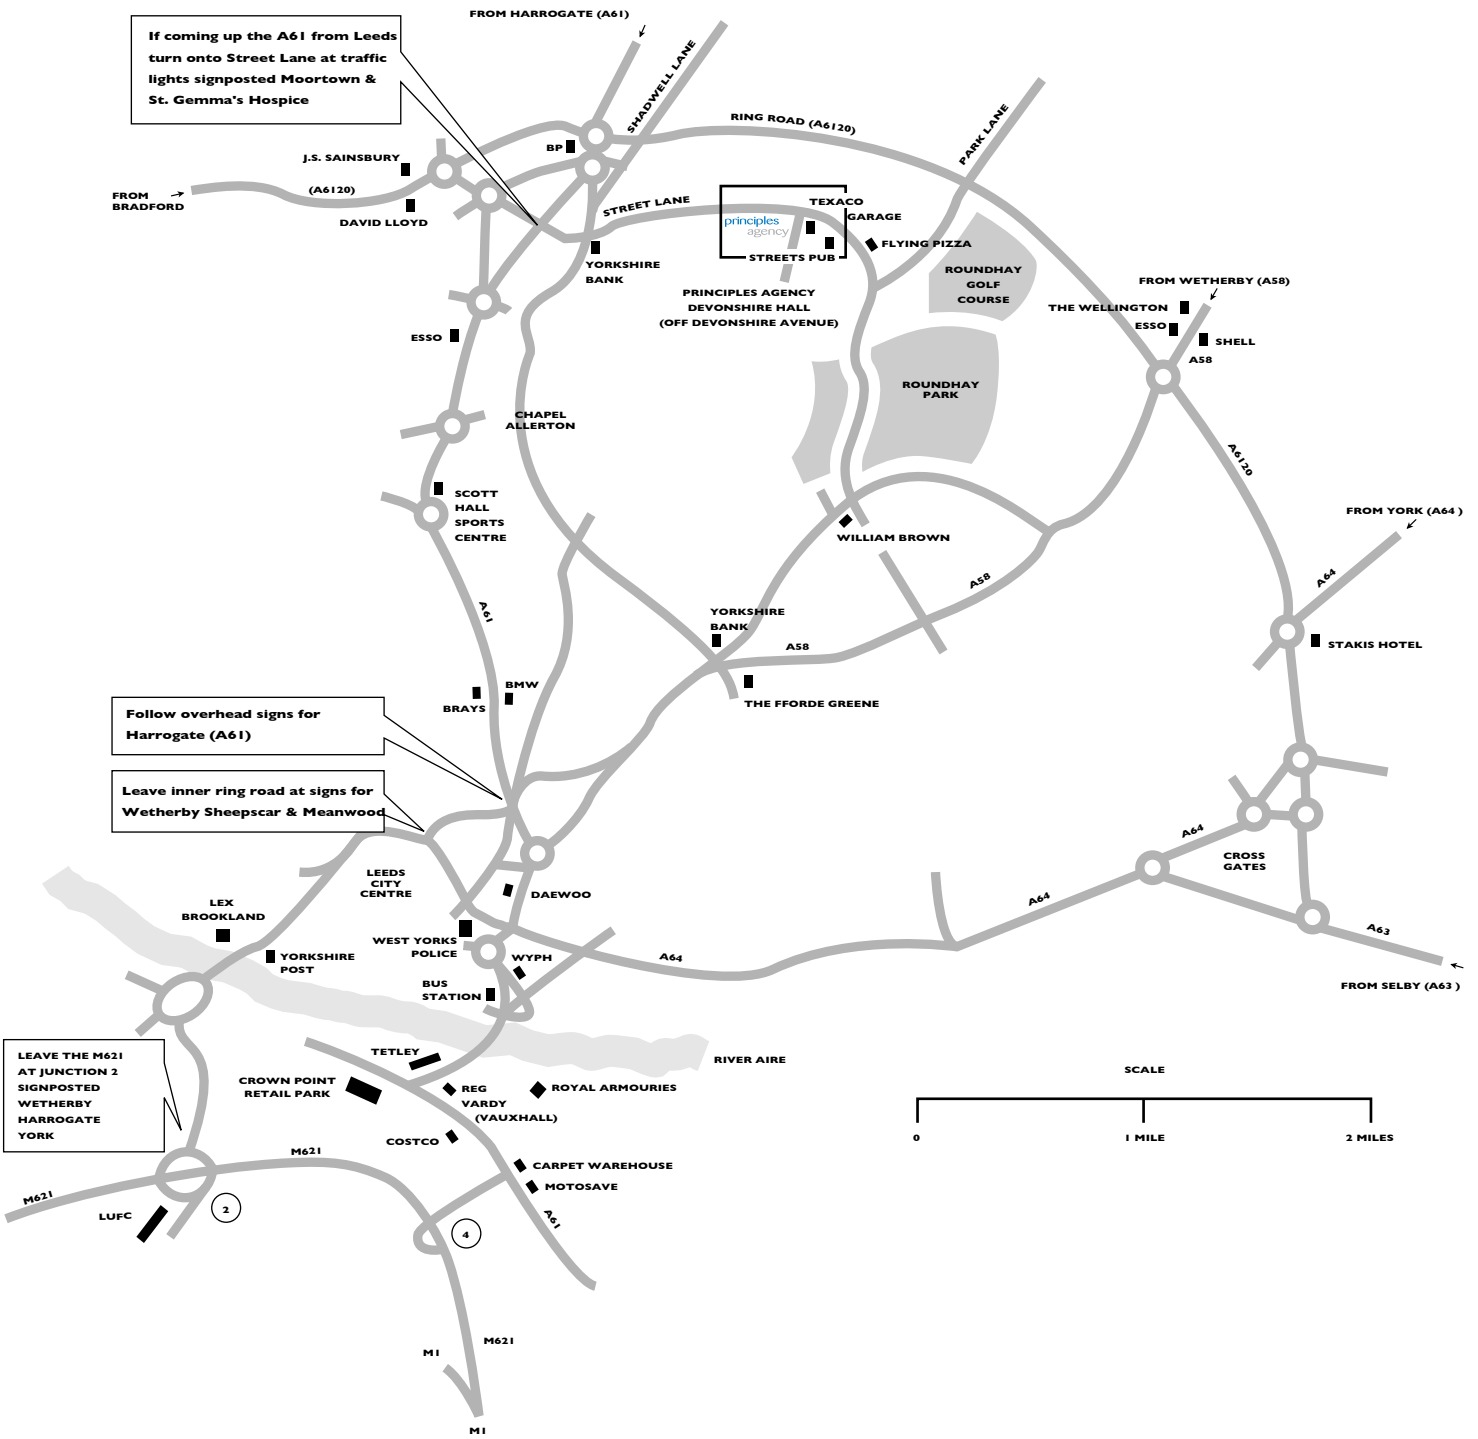 FROM HARROGATE (A61)
If coming up the A61 from Leeds
turn onto Street Lane at traffic
lights signposted Moortown &
St. Gemma's Hospice
SHADWELL LANE
RING ROAD (A6120)
PARK LANE
BP
J.S. SAINSBURY
(A6120)
FROM
BRADFORD
DAVID LLOYD
STREET LANE
TEXACO
GARAGE
principles
agency
STREETS PUB
FLYING PIZZA
YORKSHIRE
BANK
PRINCIPLES AGENCY
DEVONSHIRE HALL
(OFF DEVONSHIRE AVENUE)
ROUNDHAY
GOLF
COURSE
FROM WETHERBY (A58)
THE WELLINGTON
ESSO
SHELL
A58
ESSO
ROUNDHAY
PARK
CHAPEL
ALLERTON
A6120
SCOTT
HALL
SPORTS
CENTRE
FROM YORK (A64 )
WILLIAM BROWN
A64
A58
A61
YORKSHIRE
BANK
A58
STAKIS HOTEL
BMW
BRAYS
THE FFORDE GREENE
Follow overhead signs for
Harrogate (A61)
Leave inner ring road at signs for
Wetherby Sheepscar & Meanwood
A64
CROSS
GATES
LEEDS
CITY
CENTRE
DAEWOO
A64
LEX
BROOKLAND
A63
WEST YORKS
POLICE
YORKSHIRE
POST
WYPH
A64
BUS
STATION
FROM SELBY (A63 )
LEAVE THE M621
AT JUNCTION 2
SIGNPOSTED
WETHERBY
HARROGATE
YORK
TETLEY
RIVER AIRE
SCALE
CROWN POINT
RETAIL PARK
REG
VARDY
(VAUXHALL)
ROYAL ARMOURIES
0
1 MILE
2 MILES
COSTCO
M621
CARPET WAREHOUSE
MOTOSAVE
M621
LUFC
2
A61
4
M621
M1
M1